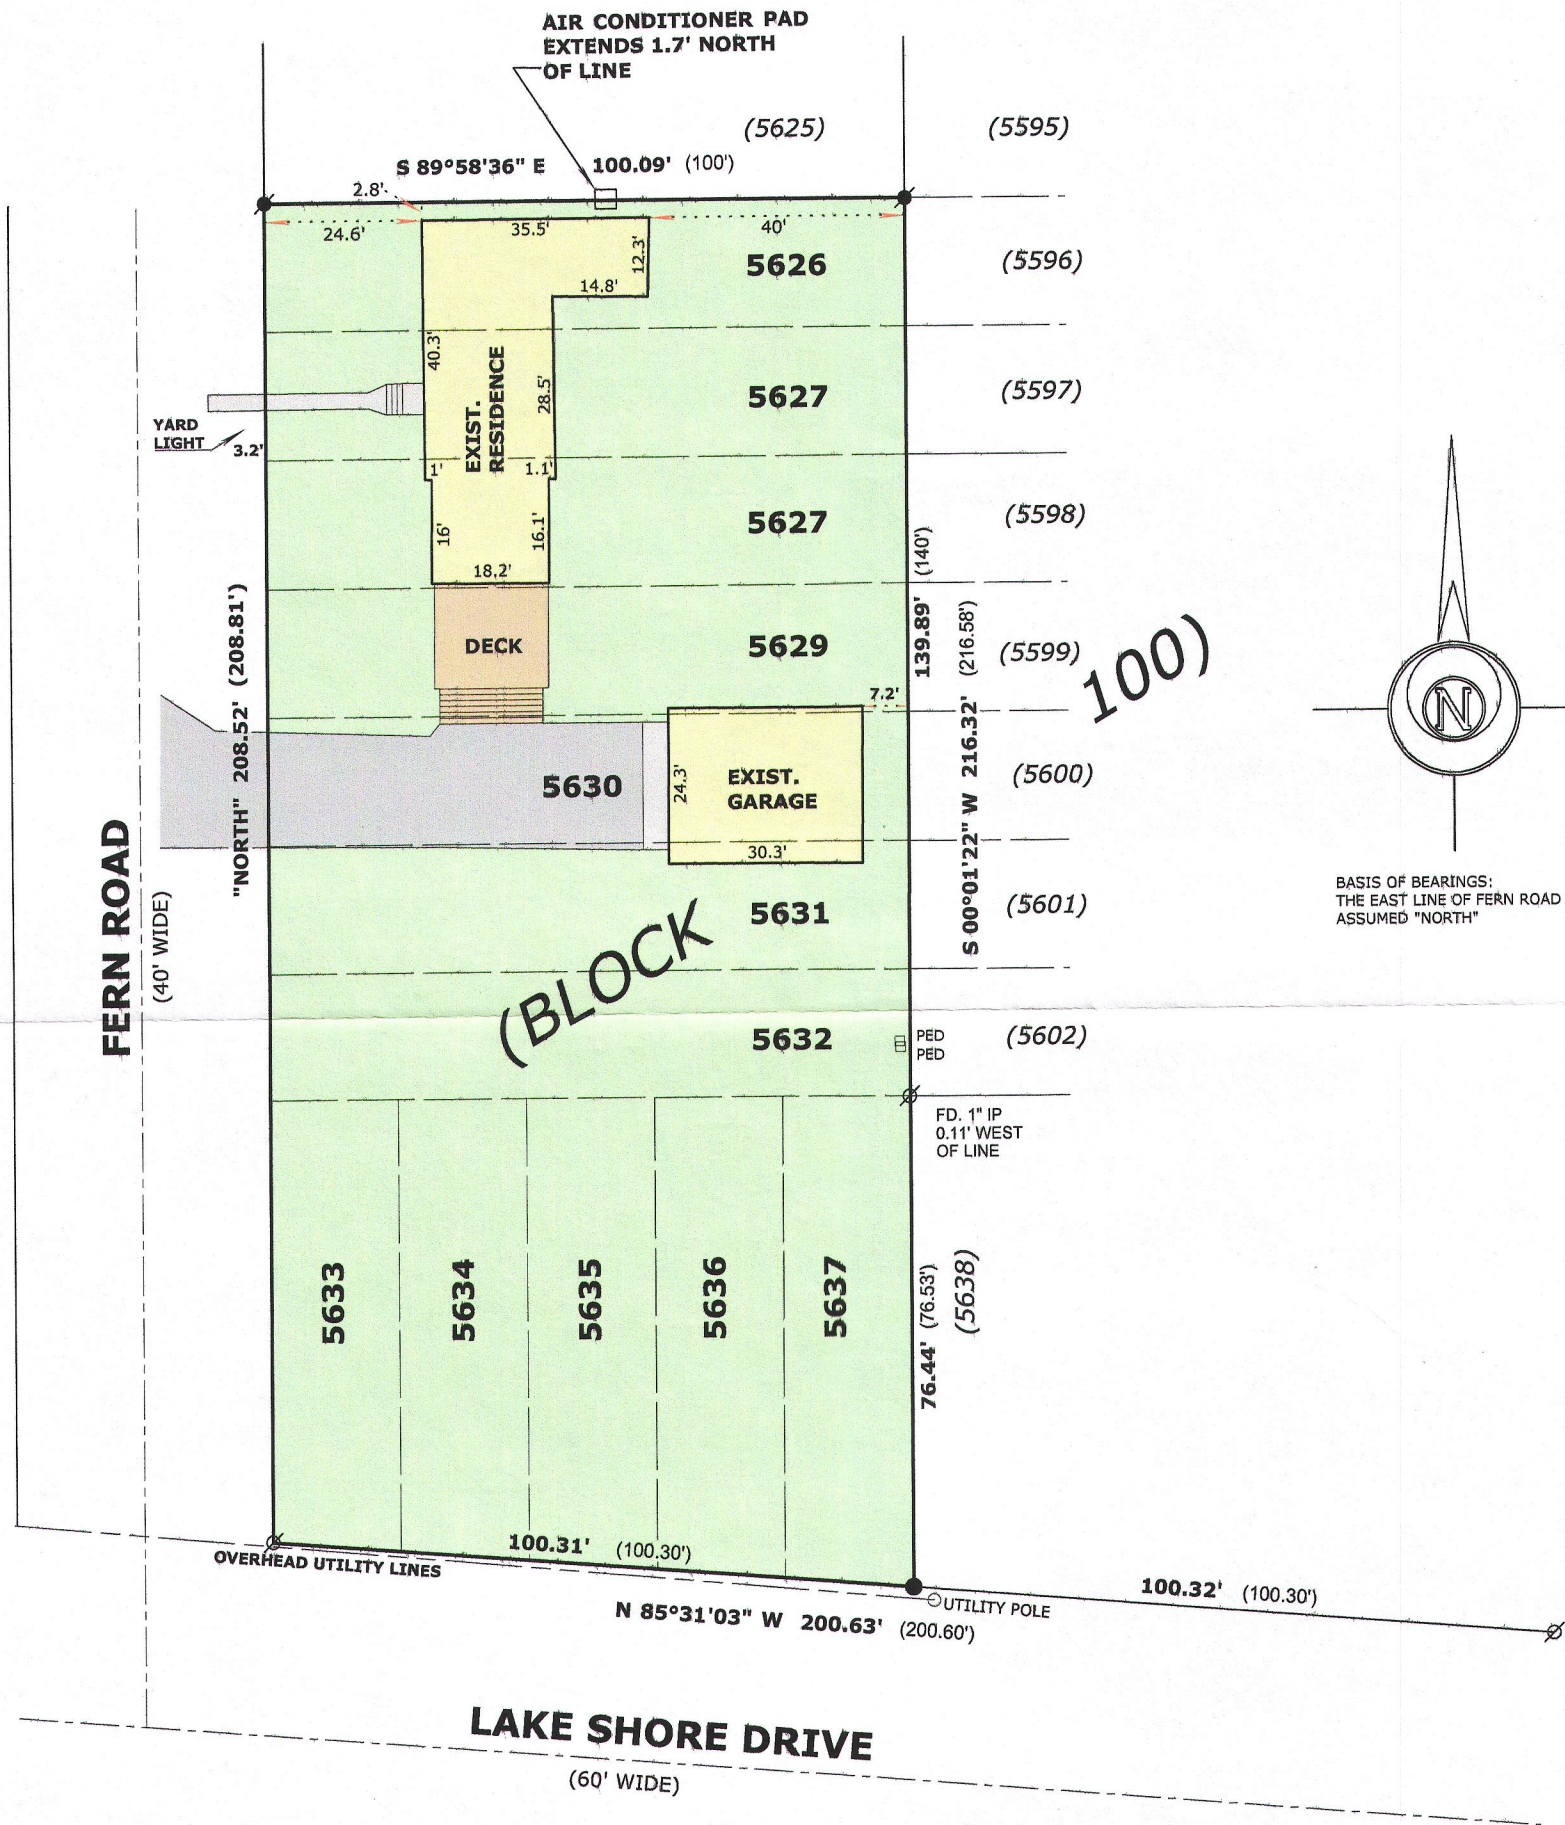 AIR CONDITIONER PAD
EXTENDS 1.7' NORTH
OF LINE
(5625)
(5595)
S 89°58'36" E 100.09' (100')
2.8'
24.6'
35.5'
40'
12.3'
14.8'
5626
(5596)
40.3'
28.5'
EXIST.
RESIDENCE
5627
(5597)
YARD
LIGHT
3.2'
1'
1.1'
16'
16.1'
18.2'
5627
(5598)
139.89' (140')
DECK
5629
(5599)
"NORTH" 208.52' (208.81')
S 00°01'22" W 216.32' (216.58')
100)
7.2'
5630
24.3'
EXIST.
GARAGE
30.3'
(5600)
N
BASIS OF BEARINGS:
THE EAST LINE OF FERN ROAD
ASSUMED "NORTH"
FERN ROAD
(40' WIDE)
(BLOCK
5631
(5601)
5632
PED
PED
(5602)
FD. 1" IP
0.11' WEST
OF LINE
5633
5634
5635
5636
5637
76.44' (76.53')
(5638)
OVERHEAD UTILITY LINES
100.31' (100.30')
UTILITY POLE
100.32' (100.30')
N 85°31'03" W 200.63' (200.60')
LAKE SHORE DRIVE
(60' WIDE)